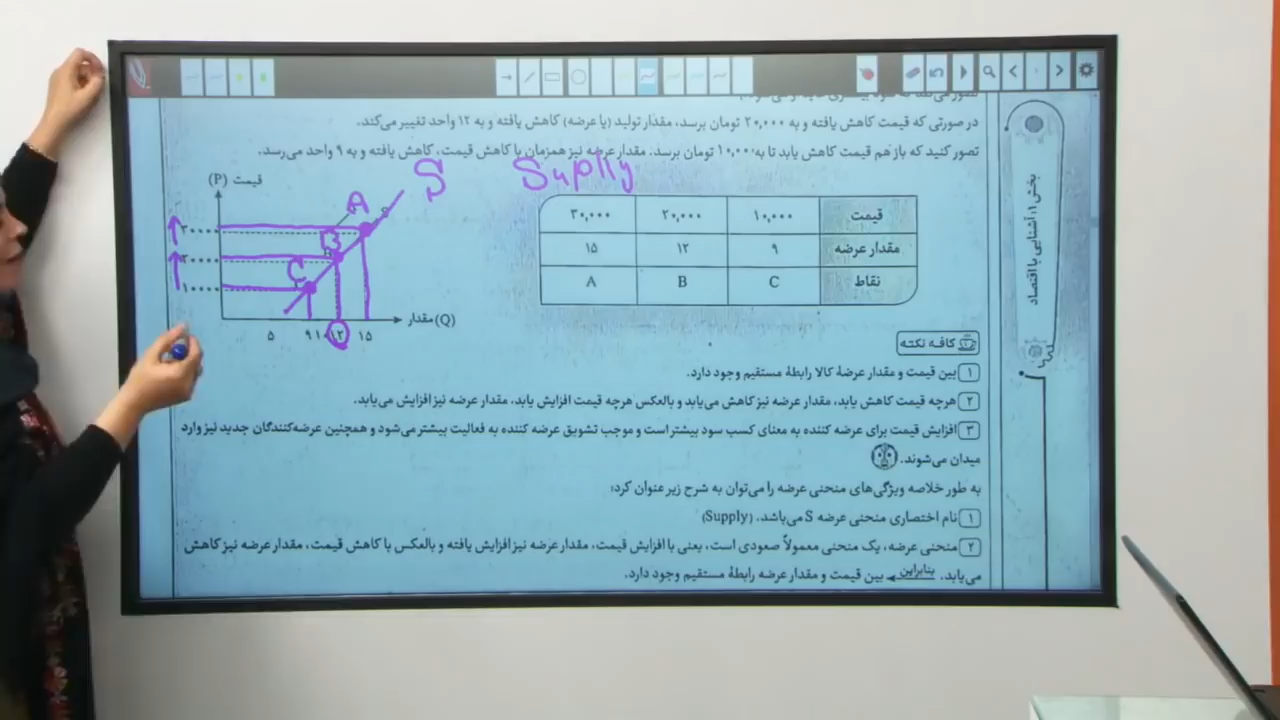 در صورتی که قیمت کاهش یافته و به ۲۰,۰۰۰ تومان برسد، مقدار تولید (یا عرضه) کاهش یافته و به ۱۲ واحد تغییر می‌کند.
تصور کنید که باز هم قیمت کاهش یابد تا به ۱۰,۰۰۰ تومان برسد. مقدار عرضه نیز همزمان با کاهش قیمت، کاهش یافته و به ۹ واحد می‌رسد.
Supply
قیمت ۱۰,۰۰۰ ۲۰,۰۰۰ ۳۰,۰۰۰
مقدار عرضه ۹ ۱۲ ۱۵
نقاط C B A
قیمت (P)
S
A
B
C
۳۰۰۰۰
۲۰۰۰۰
۱۰۰۰۰
۵ ۹ ۱۰ ۱۲ ۱۵
مقدار (Q)
بخش ۱: آشنایی با اقتصاد
کافه نکته
۱ بین قیمت و مقدار عرضهٔ کالا رابطهٔ مستقیم وجود دارد.
۲ هرچه قیمت کاهش یابد، مقدار عرضه نیز کاهش می‌یابد و بالعکس هرچه قیمت افزایش یابد، مقدار عرضه نیز افزایش می‌یابد.
۳ افزایش قیمت برای عرضه کننده به معنای کسب سود بیشتر است و موجب تشویق عرضه کننده به فعالیت بیشتر می‌شود و همچنین عرضه‌کنندگان جدید نیز وارد
میدان می‌شوند.
به طور خلاصه ویژگی‌های منحنی عرضه را می‌توان به شرح زیر عنوان کرد:
۱ نام اختصاری منحنی عرضه S می‌باشد. (Supply)
۲ منحنی عرضه، یک منحنی معمولاً صعودی است، یعنی با افزایش قیمت، مقدار عرضه نیز افزایش یافته و بالعکس با کاهش قیمت، مقدار عرضه نیز کاهش
می‌یابد. بنابراین بین قیمت و مقدار عرضه رابطهٔ مستقیم وجود دارد.